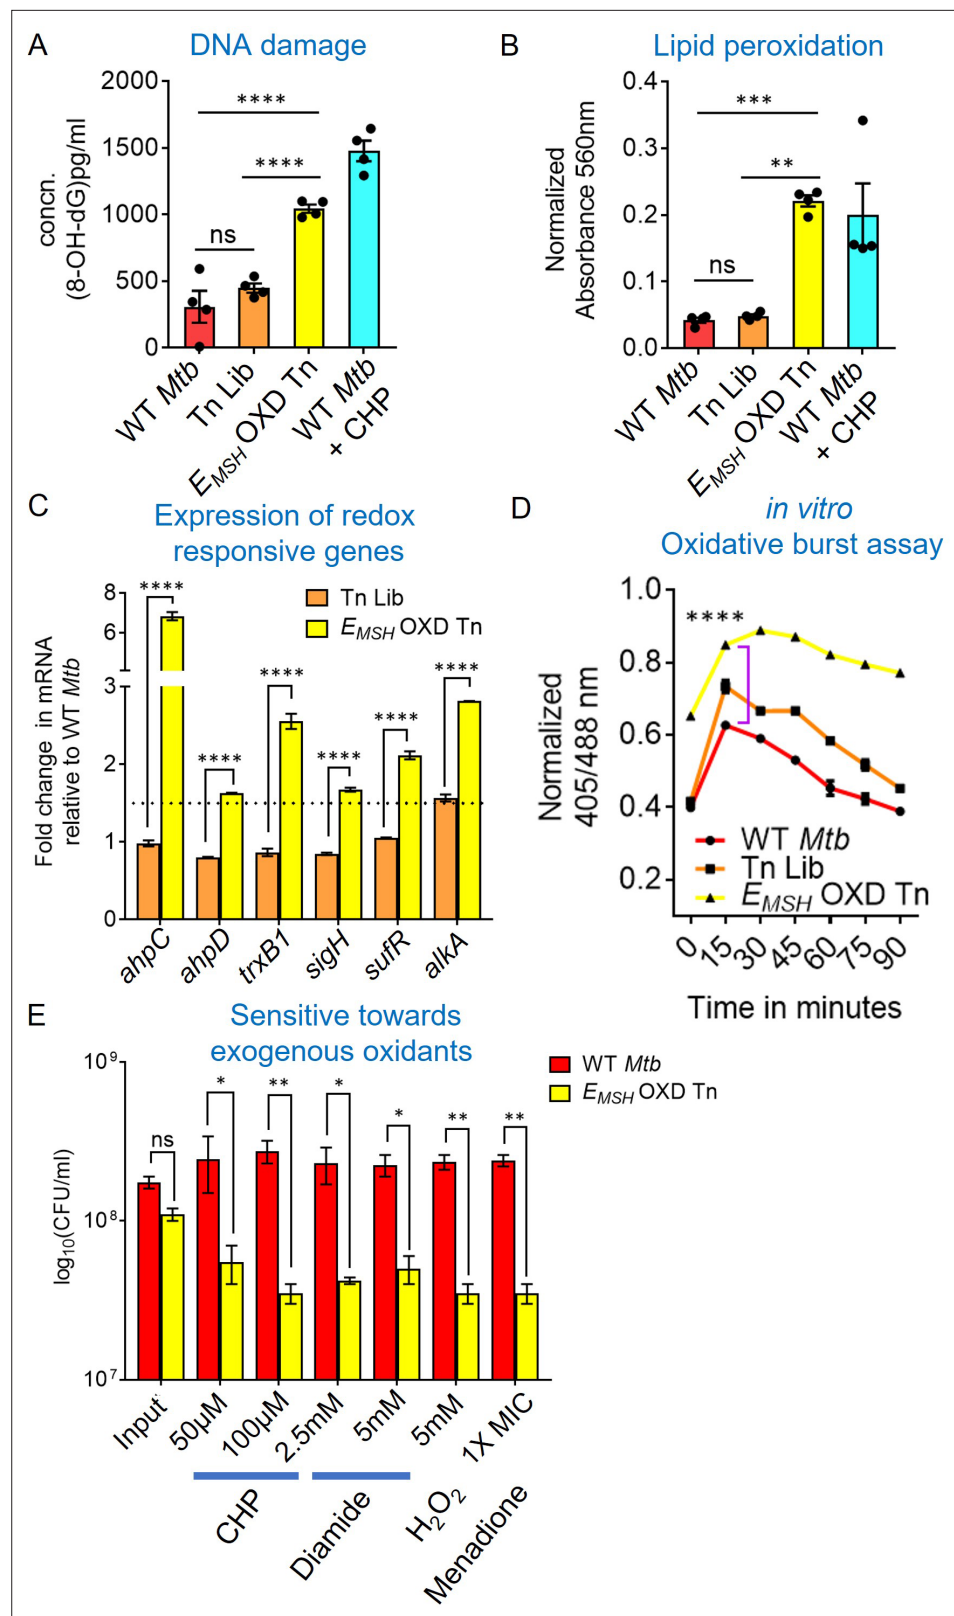 A
DNA damage
2000
1500
1000
500
0
concn.
(8-OH-dG)pg/ml
****
****
ns
WT Mtb
Tn Lib
E_MSH OXD Tn
WT Mtb
+ CHP
B
Lipid peroxidation
0.4
0.3
0.2
0.1
0.0
Normalized
Absorbance 560nm
***
**
ns
WT Mtb
Tn Lib
E_MSH OXD Tn
WT Mtb
+ CHP
C
Expression of redox
responsive genes
8
6
3
2
1
0
Fold change in mRNA
relative to WT Mtb
Tn Lib
E_MSH OXD Tn
****
****
****
****
****
****
ahpC
ahpD
trxB1
sigH
sufR
alkA
D
in vitro
Oxidative burst assay
1.0
0.8
0.6
0.4
0.2
Normalized
405/488 nm
****
WT Mtb
Tn Lib
E_MSH OXD Tn
0
15
30
45
60
75
90
Time in minutes
E
Sensitive towards
exogenous oxidants
WT Mtb
E_MSH OXD Tn
10⁹
10⁸
10⁷
log₁₀(CFU/ml)
ns
*
**
*
*
**
**
Input
50µM
100µM
2.5mM
5mM
5mM
1X MIC
CHP
Diamide
H₂O₂
Menadione